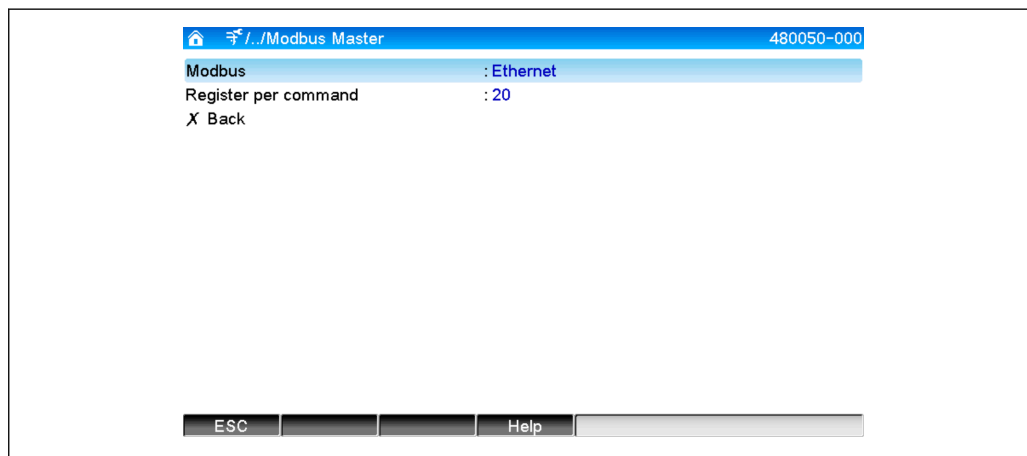 /../Modbus Master 480050-000
Modbus : Ethernet
Register per command : 20
X Back
ESC Help